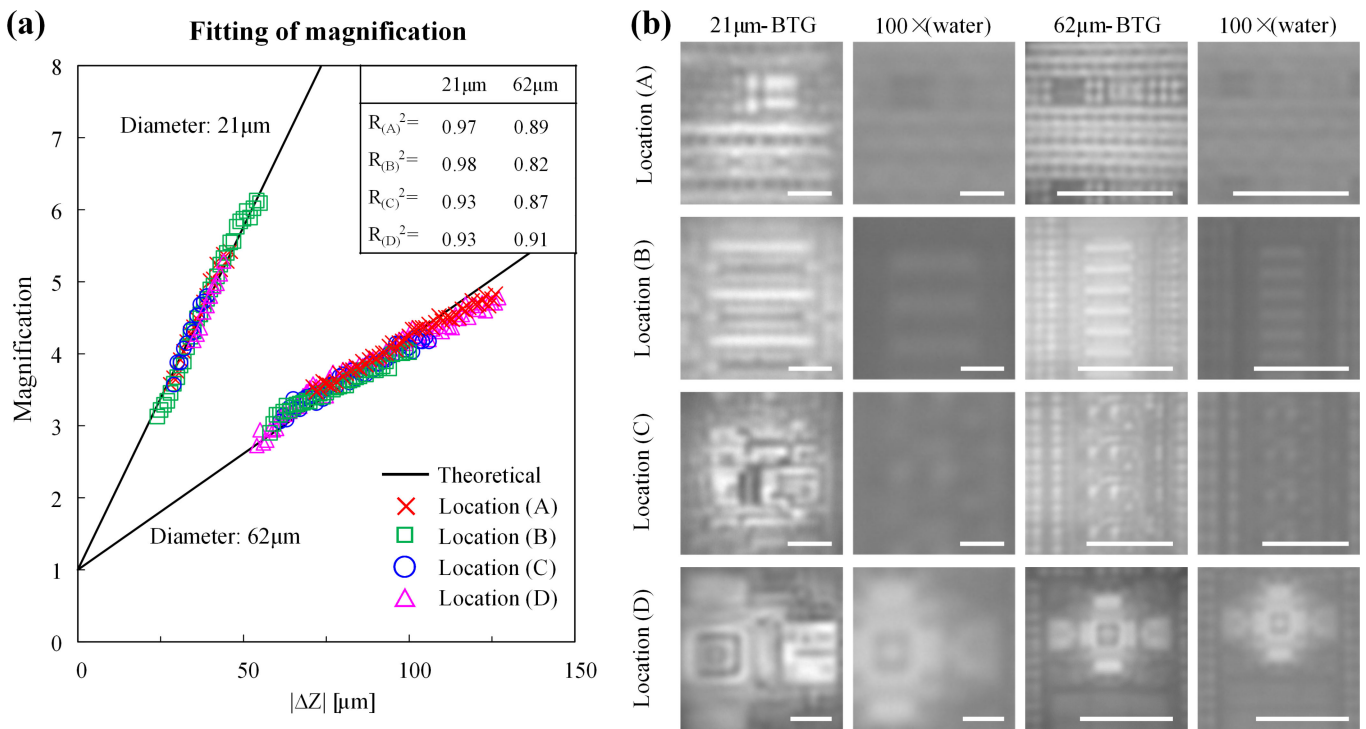 (a)
Fitting of magnification
8
7
6
5
4
3
2
1
0
Magnification
0
50
100
150
|ΔZ| [μm]
Diameter: 21μm
Diameter: 62μm
21μm 62μm
R(A)²= 0.97 0.89
R(B)²= 0.98 0.82
R(C)²= 0.93 0.87
R(D)²= 0.93 0.91
Theoretical
Location (A)
Location (B)
Location (C)
Location (D)
(b)
21μm-BTG 100×(water) 62μm-BTG 100×(water)
Location (A)
Location (B)
Location (C)
Location (D)